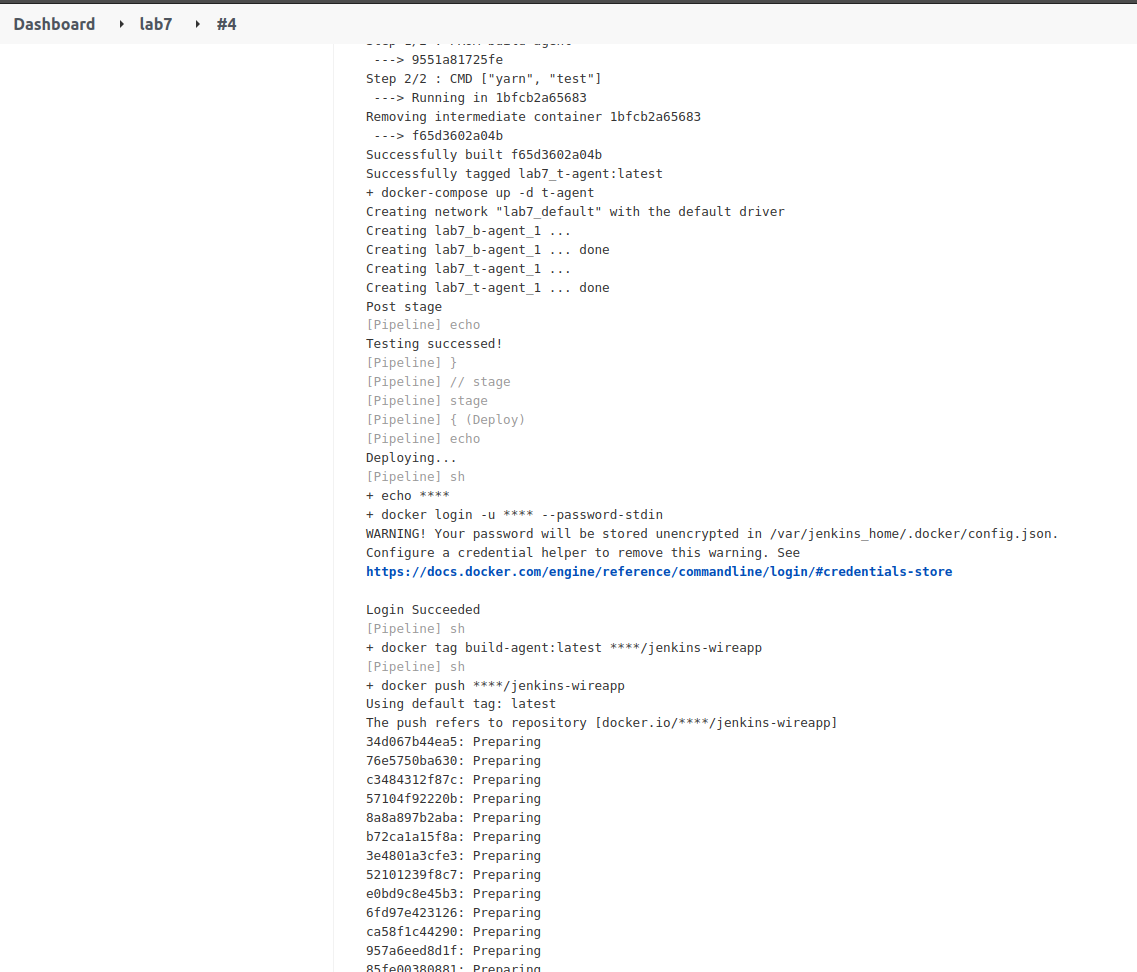 Dashboard lab7 #4
---> 9551a81725fe
Step 2/2 : CMD ["yarn", "test"]
---> Running in 1bfcb2a65683
Removing intermediate container 1bfcb2a65683
---> f65d3602a04b
Successfully built f65d3602a04b
Successfully tagged lab7_t-agent:latest
+ docker-compose up -d t-agent
Creating network "lab7_default" with the default driver
Creating lab7_b-agent_1 ...
Creating lab7_b-agent_1 ... done
Creating lab7_t-agent_1 ...
Creating lab7_t-agent_1 ... done
Post stage
[Pipeline] echo
Testing successed!
[Pipeline] }
[Pipeline] // stage
[Pipeline] stage
[Pipeline] { (Deploy)
[Pipeline] echo
Deploying...
[Pipeline] sh
+ echo ****
+ docker login -u **** --password-stdin
WARNING! Your password will be stored unencrypted in /var/jenkins_home/.docker/config.json.
Configure a credential helper to remove this warning. See
https://docs.docker.com/engine/reference/commandline/login/#credentials-store
Login Succeeded
[Pipeline] sh
+ docker tag build-agent:latest ****/jenkins-wireapp
[Pipeline] sh
+ docker push ****/jenkins-wireapp
Using default tag: latest
The push refers to repository [docker.io/****/jenkins-wireapp]
34d067b44ea5: Preparing
76e5750ba630: Preparing
c3484312f87c: Preparing
57104f92220b: Preparing
8a8a897b2aba: Preparing
b72ca1a15f8a: Preparing
3e4801a3cfe3: Preparing
52101239f8c7: Preparing
e0bd9c8e45b3: Preparing
6fd97e423126: Preparing
ca58f1c44290: Preparing
957a6eed8d1f: Preparing
85fe00380881: Preparing